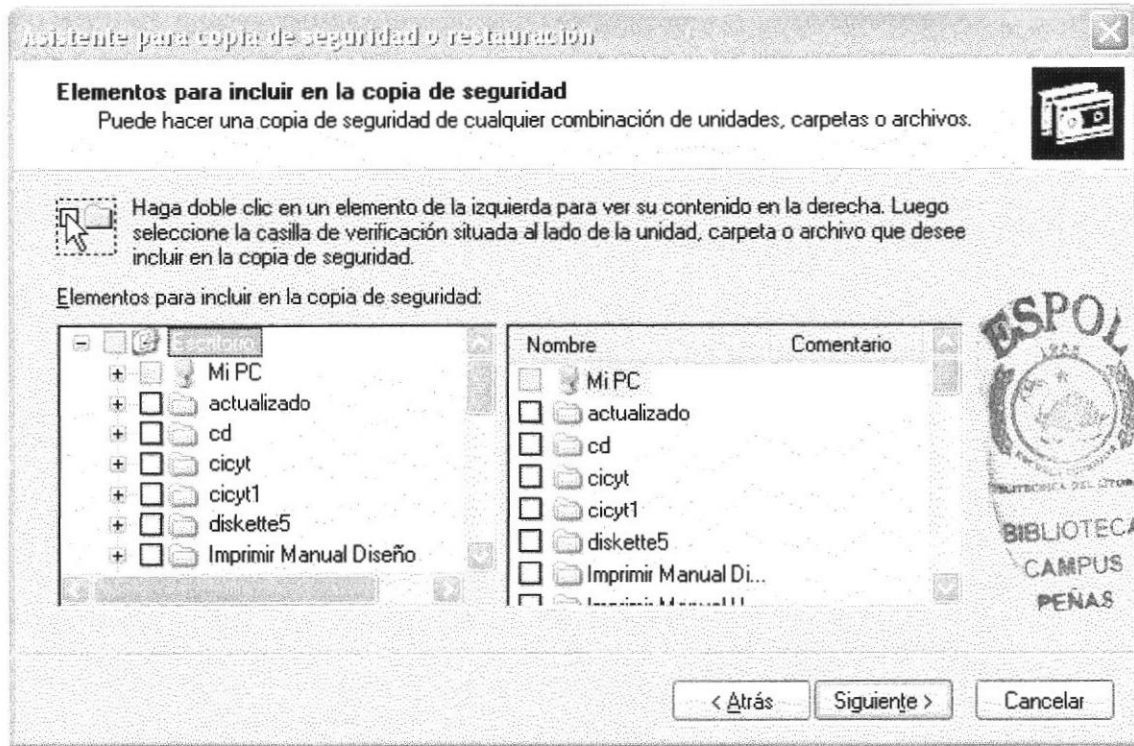 Asistente para copia de seguridad o restauración
Elementos para incluir en la copia de seguridad
Puede hacer una copia de seguridad de cualquier combinación de unidades, carpetas o archivos.
Haga doble clic en un elemento de la izquierda para ver su contenido en la derecha. Luego
seleccione la casilla de verificación situada al lado de la unidad, carpeta o archivo que desee
incluir en la copia de seguridad.
Elementos para incluir en la copia de seguridad:
Escritorio
Mi PC
actualizado
cd
cicyt
cicyt1
diskette5
Imprimir Manual Diseño
Nombre Comentario
Mi PC
actualizado
cd
cicyt
cicyt1
diskette5
Imprimir Manual Di...
ESPOL
BIBLIOTECA
CAMPUS
PEÑAS
< Atrás Siguiente > Cancelar